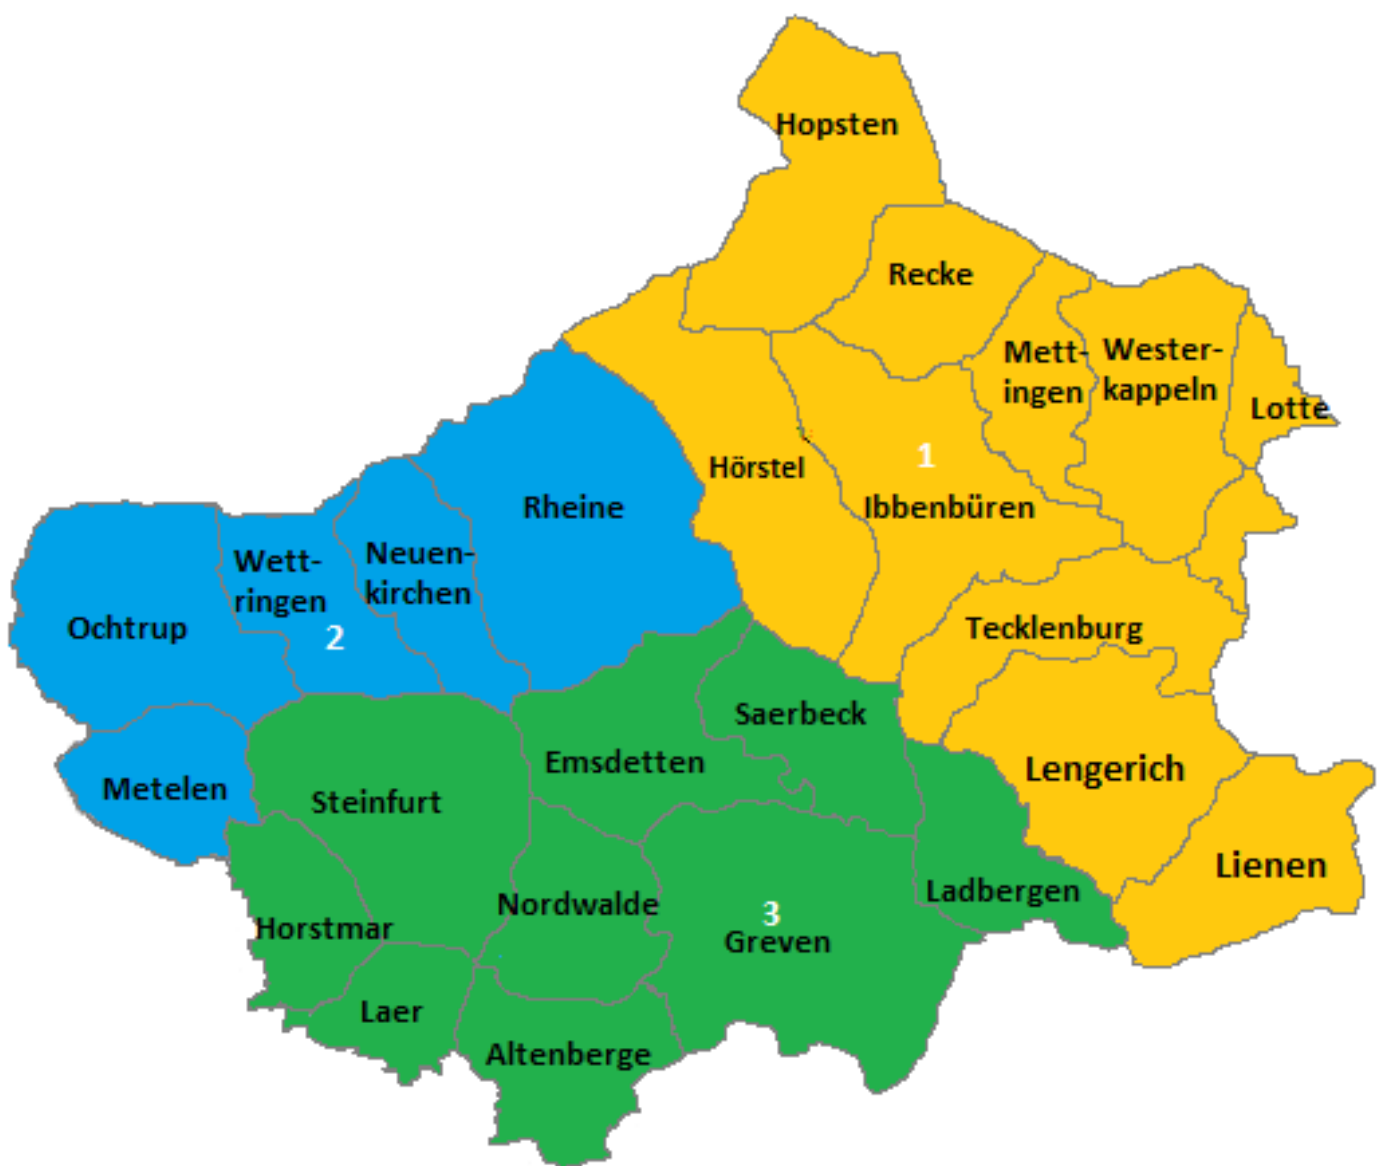 Hopsten
Recke
Mett-
ingen
Wester-
kappeln
Lotte
Hörstel
1
Ibbenbüren
Rheine
Neuen-
kirchen
Wett-
ringen
2
Ochtrup
Tecklenburg
Saerbeck
Emsdetten
Lengerich
Metelen
Steinfurt
Lienen
Ladbergen
Nordwalde
3
Greven
Horstmar
Laer
Altenberge